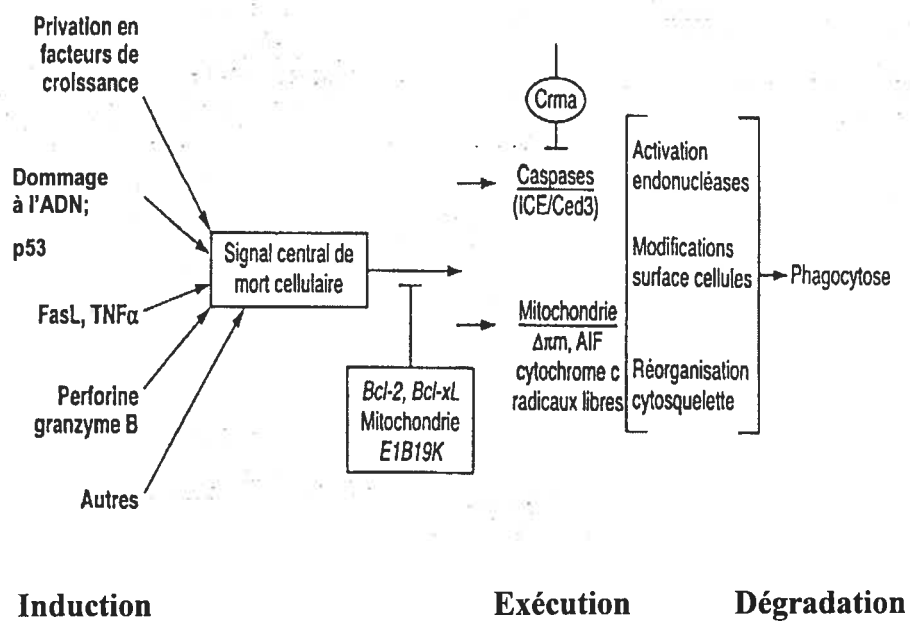 Privation en
facteurs de
croissance
Dommage
à l'ADN;
p53
FasL, TNFα
Perforine
granzyme B
Autres
Signal central de
mort cellulaire
Bcl-2, Bcl-xL
Mitochondrie
E1B19K
Crma
Caspases
(ICE/Ced3)
Mitochondrie
Δπm, AIF
cytochrome c
radicaux libres
Activation
endonucléases
Modifications
surface cellules
Réorganisation
cytosquelette
Phagocytose
Induction
Exécution
Dégradation